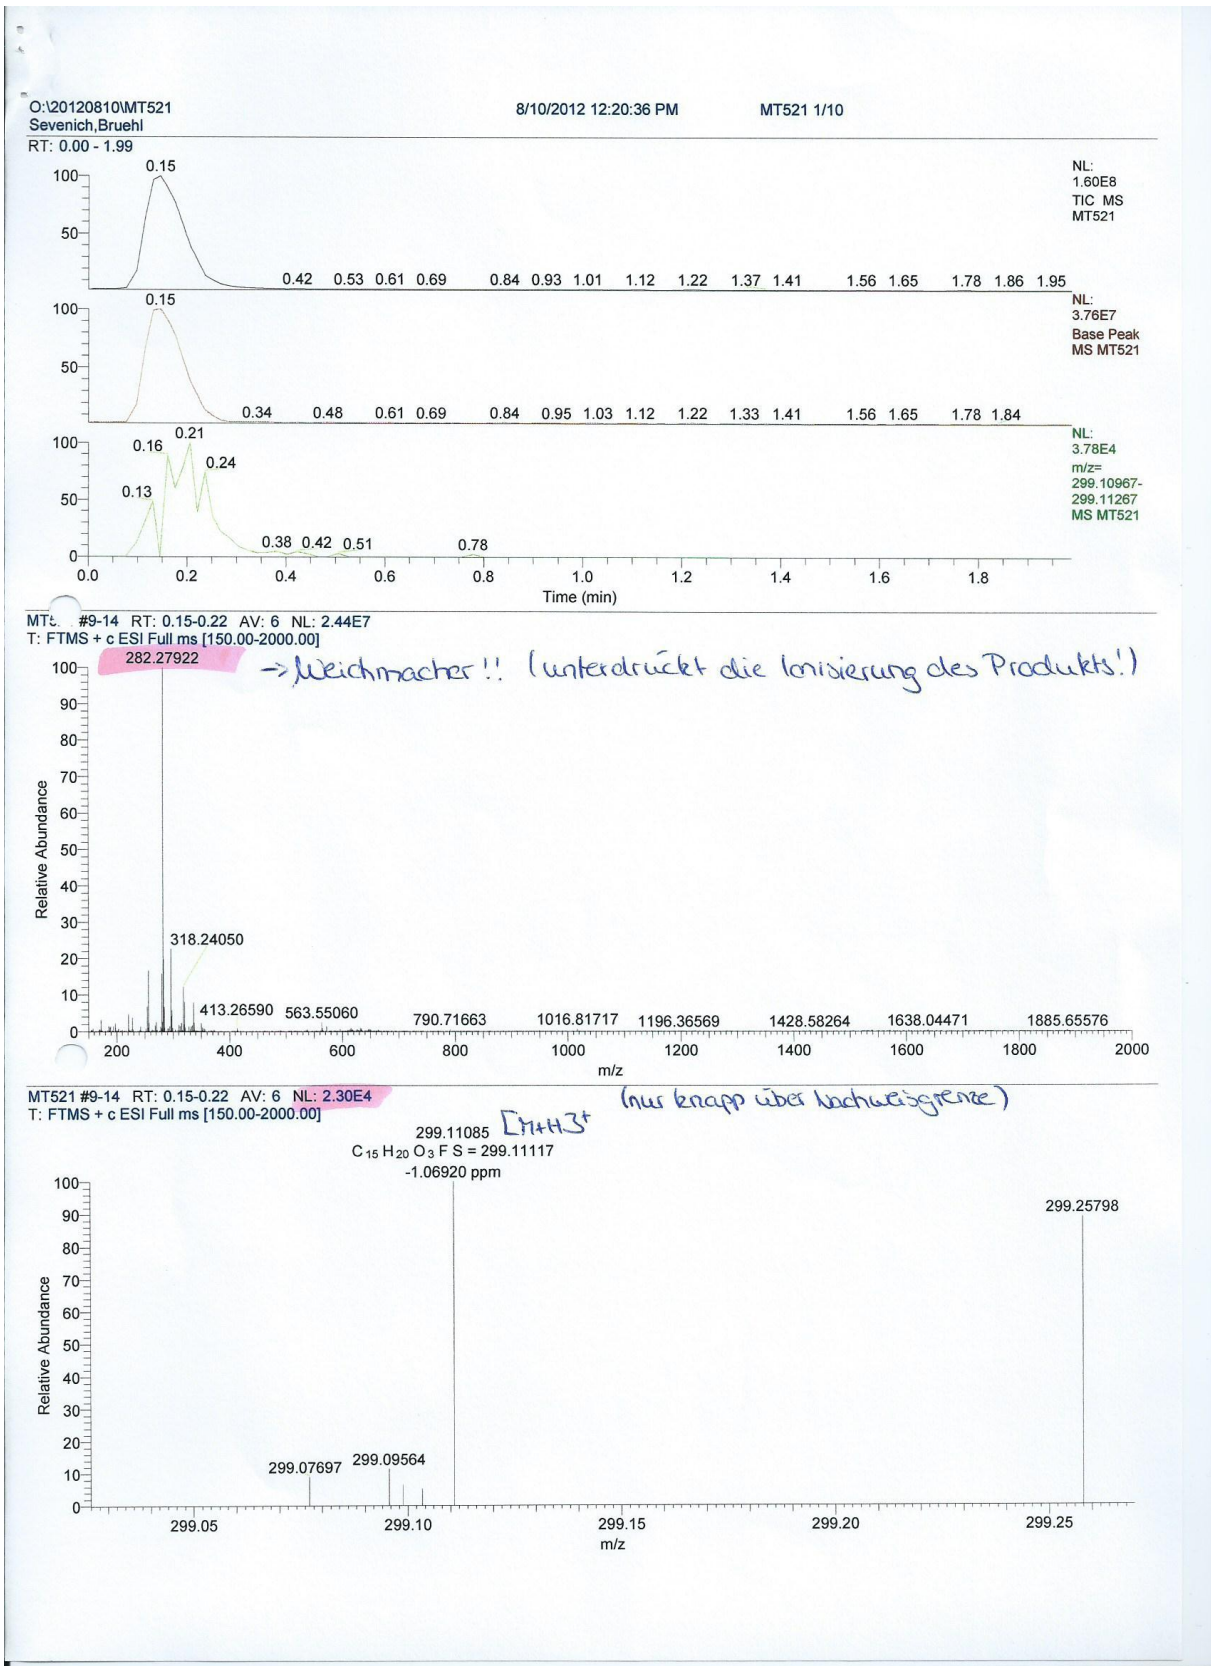 O:\20120810\MT521 8/10/2012 12:20:36 PM MT521 1/10
Sevenich,Bruehl
RT: 0.00 - 1.99
NL:
1.60E8
TIC MS
MT521
100
50
0.15
0.42 0.53 0.61 0.69 0.84 0.93 1.01 1.12 1.22 1.37 1.41 1.56 1.65 1.78 1.86 1.95
NL:
3.76E7
Base Peak
MS MT521
100
50
0.15
0.34 0.48 0.61 0.69 0.84 0.95 1.03 1.12 1.22 1.33 1.41 1.56 1.65 1.78 1.84
NL:
3.78E4
m/z=
299.10967-
299.11267
MS MT521
100
50
0
0.21
0.16
0.24
0.13
0.38 0.42 0.51 0.78
0.0 0.2 0.4 0.6 0.8 1.0 1.2 1.4 1.6 1.8
Time (min)
#9-14 RT: 0.15-0.22 AV: 6 NL: 2.44E7
T: FTMS + c ESI Full ms [150.00-2000.00]
282.27922 -> Weichmacher!! (unterdrückt die Ionisierung des Produkts!)
100
90
80
70
60
50
40
30
20
10
0
Relative Abundance
318.24050
413.26590 563.55060 790.71663 1016.81717 1196.36569 1428.58264 1638.04471 1885.65576
200 400 600 800 1000 1200 1400 1600 1800 2000
m/z
MT521 #9-14 RT: 0.15-0.22 AV: 6 NL: 2.30E4 (nur knapp über Nachweisgrenze)
T: FTMS + c ESI Full ms [150.00-2000.00]
299.11085 [M+H]+
C15 H20 O3 F S = 299.11117
-1.06920 ppm
100
90
80
70
60
50
40
30
20
10
0
Relative Abundance
299.25798
299.07697 299.09564
299.05 299.10 299.15 299.20 299.25
m/z